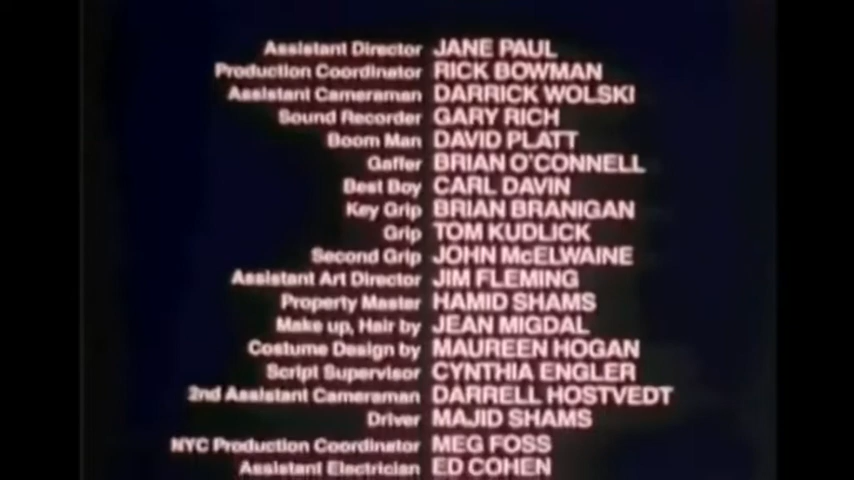 Assistant Director JANE PAUL
Production Coordinator RICK BOWMAN
Assistant Cameraman DARRICK WOLSKI
Sound Recorder GARY RICH
Boom Man DAVID PLATT
Gaffer BRIAN O'CONNELL
Best Boy CARL DAVIN
Key Grip BRIAN BRANIGAN
Grip TOM KUDLICK
Second Grip JOHN McELWAINE
Assistant Art Director JIM FLEMING
Property Master HAMID SHAMS
Make up, Hair by JEAN MIGDAL
Costume Design by MAUREEN HOGAN
Script Supervisor CYNTHIA ENGLER
2nd Assistant Cameraman DARRELL HOSTVEDT
Driver MAJID SHAMS
NYC Production Coordinator MEG FOSS
Assistant Electrician ED COHEN